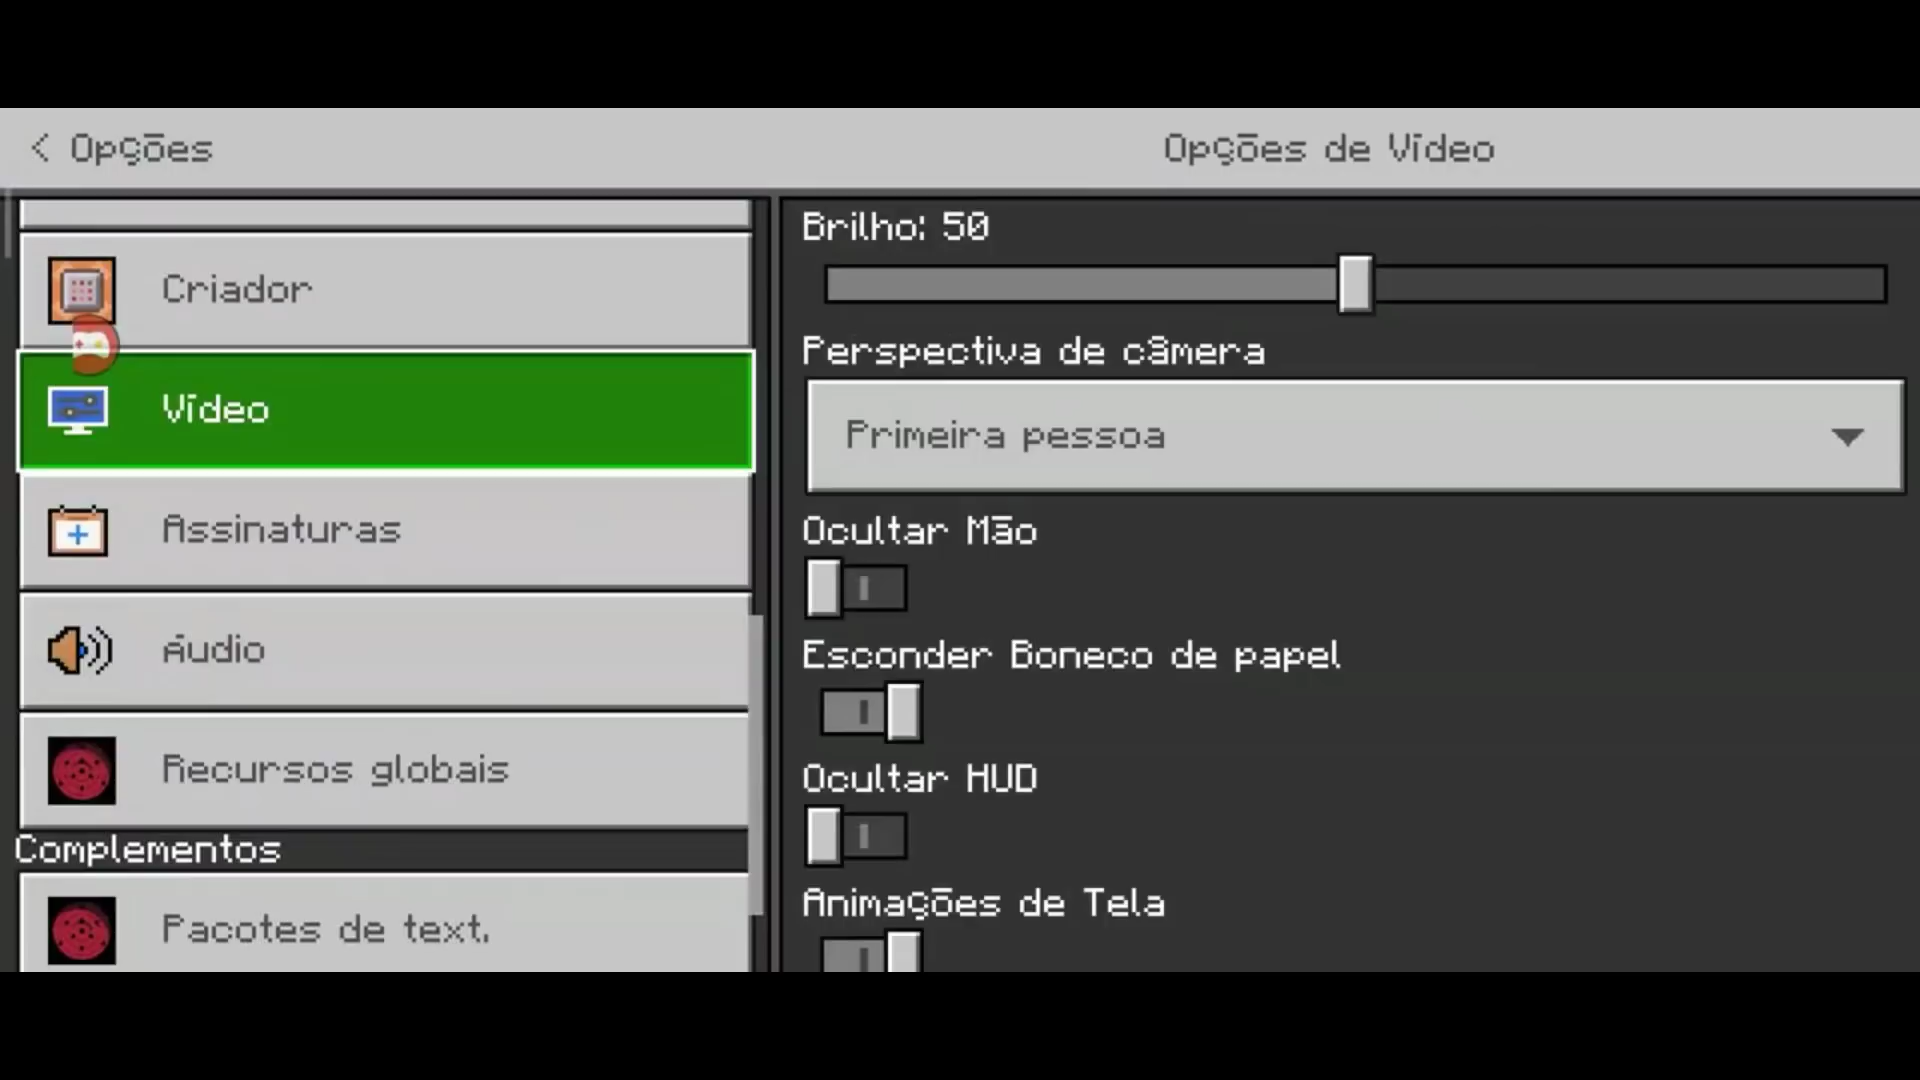 Opções
Opções de Vídeo
Criador
Vídeo
Assinaturas
Áudio
Recursos globais
Complementos
Pacotes de text.
Brilho: 50
Perspectiva de câmera
Primeira pessoa
Ocultar Mão
Esconder Boneco de papel
Ocultar HUD
Animações de Tela